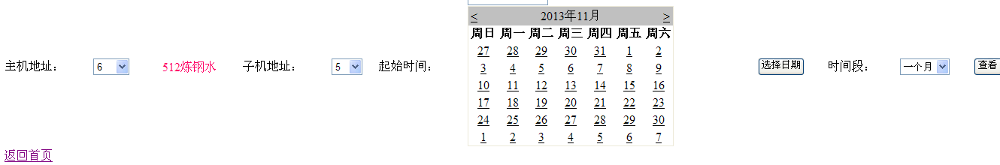 < 2013年11月 >
周日 周一 周二 周三 周四 周五 周六
27 28 29 30 31 1 2
主机地址： 6 512炼钢水 子机地址： 5 起始时间： 选择日期 时间段： 一个月 查看
3 4 5 6 7 8 9
10 11 12 13 14 15 16
17 18 19 20 21 22 23
24 25 26 27 28 29 30
1 2 3 4 5 6 7
返回首页